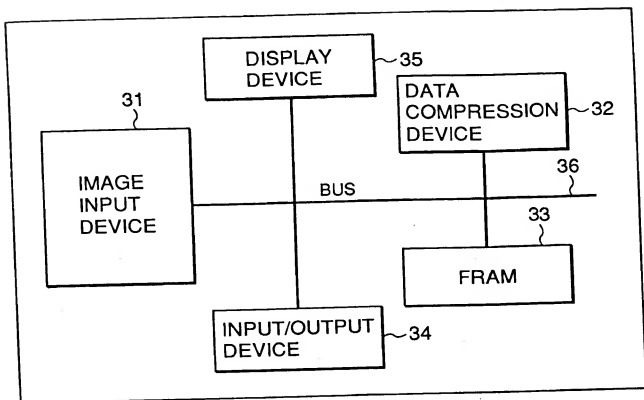 DISPLAY
DEVICE
35
31
DATA
COMPRESSION
DEVICE
32
IMAGE
INPUT
DEVICE
BUS
36
33
FRAM
INPUT/OUTPUT
DEVICE
34